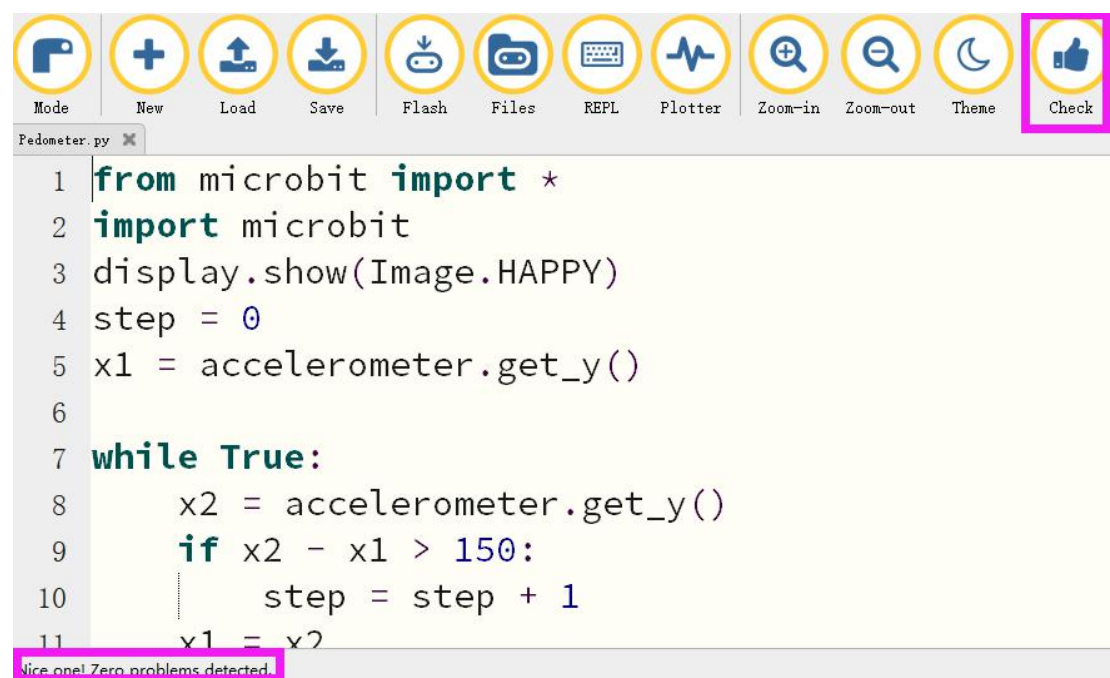 Mode New Load Save Flash Files REPL Plotter Zoom-in Zoom-out Theme Check
Pedometer.py
1 from microbit import *
2 import microbit
3 display.show(Image.HAPPY)
4 step = 0
5 x1 = accelerometer.get_y()
6
7 while True:
8 x2 = accelerometer.get_y()
9 if x2 - x1 > 150:
10 step = step + 1
11 x1 = x2
Nice one! Zero problems detected.